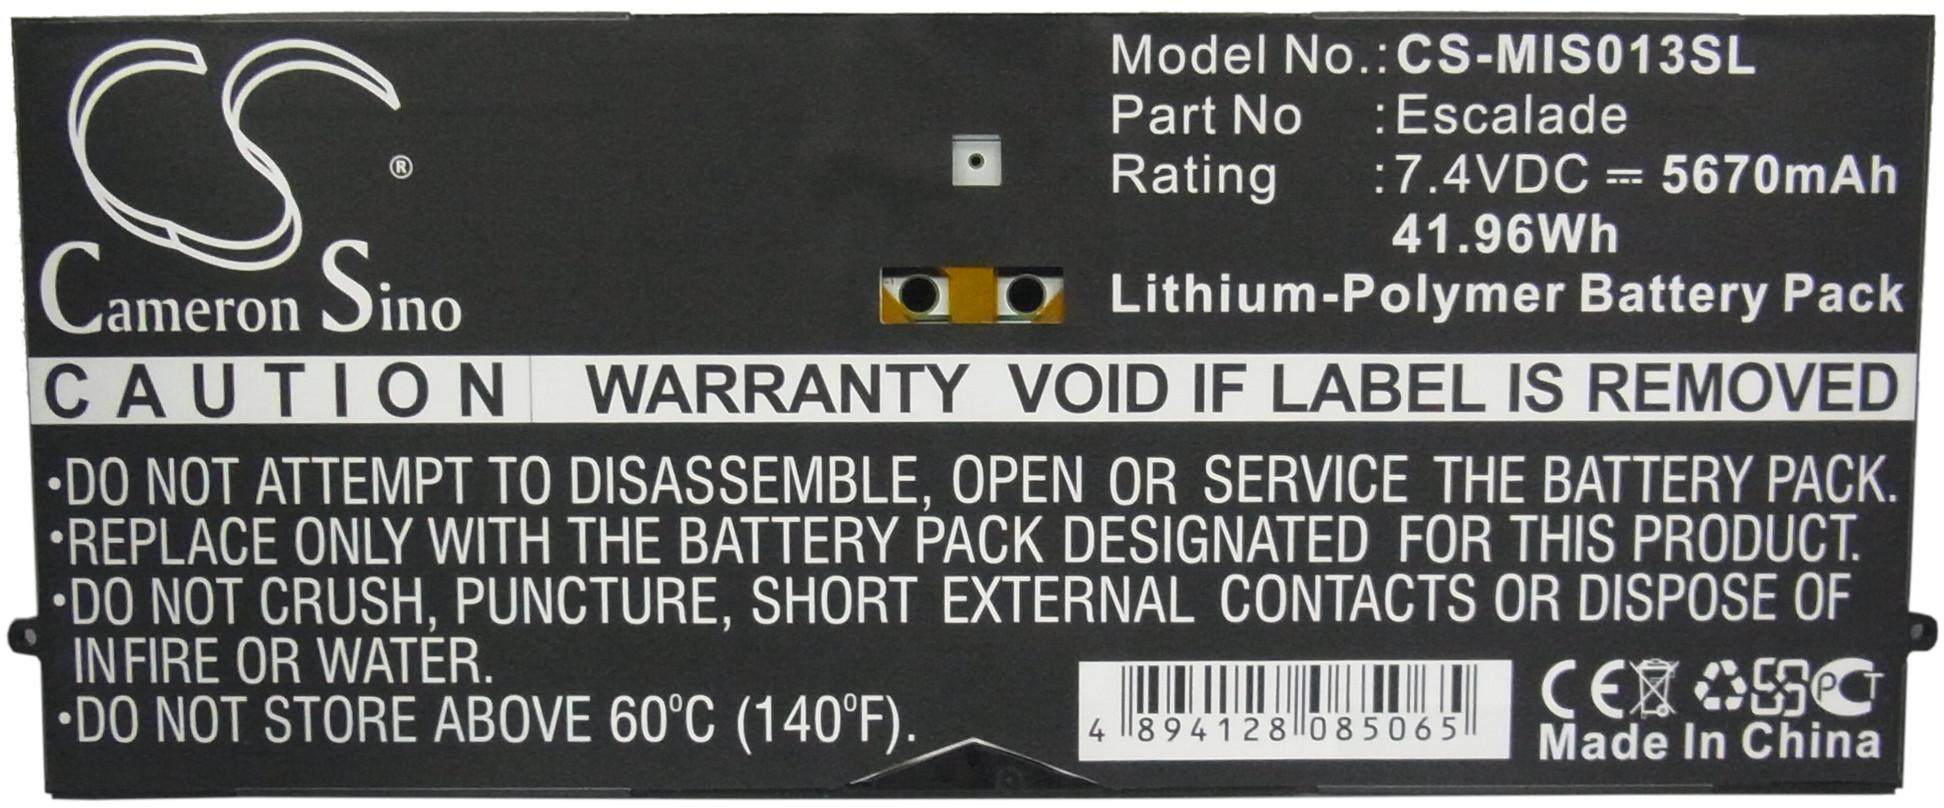 CS®
Cameron Sino
Model No.: CS-MIS013SL
Part No : Escalade
Rating : 7.4VDC ⎓ 5670mAh
41.96Wh
Lithium-Polymer Battery Pack
CAUTION WARRANTY VOID IF LABEL IS REMOVED
•DO NOT ATTEMPT TO DISASSEMBLE, OPEN OR SERVICE THE BATTERY PACK.
•REPLACE ONLY WITH THE BATTERY PACK DESIGNATED FOR THIS PRODUCT.
•DO NOT CRUSH, PUNCTURE, SHORT EXTERNAL CONTACTS OR DISPOSE OF
IN FIRE OR WATER.
•DO NOT STORE ABOVE 60°C (140°F).
4 894128 085065
CE PCT
Made In China